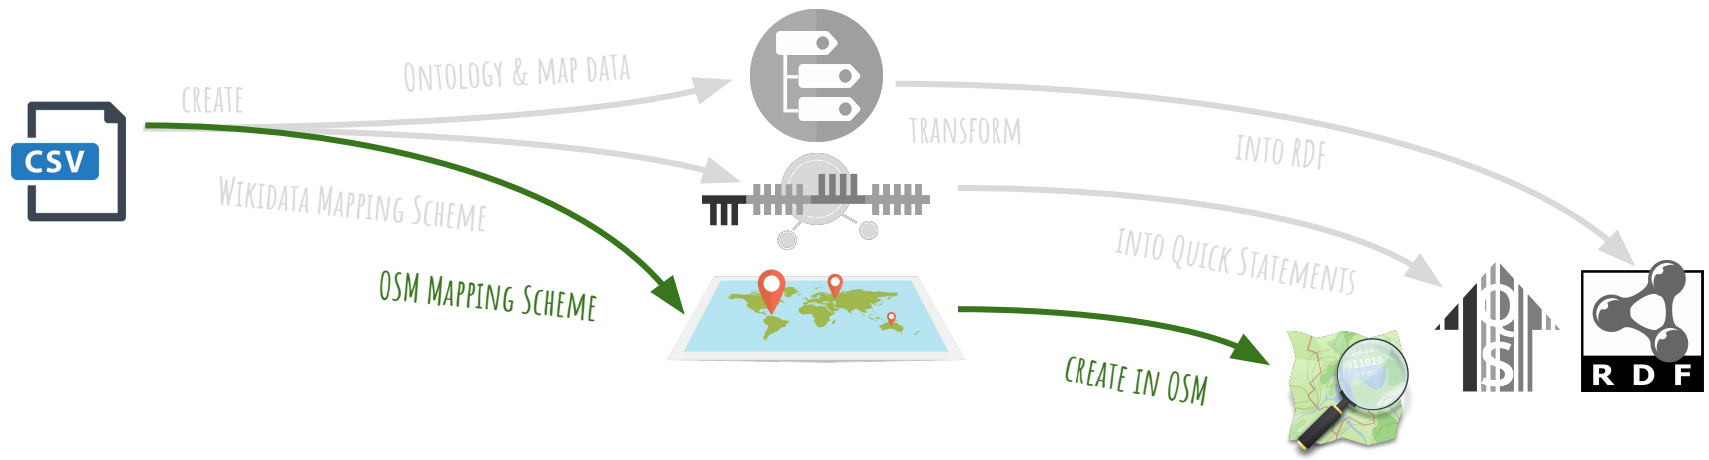 CREATE
ONTOLOGY & MAP DATA
CSV
TRANSFORM
INTO RDF
WIKIDATA MAPPING SCHEME
INTO QUICK STATEMENTS
OSM MAPPING SCHEME
CREATE IN OSM
QS
RDF